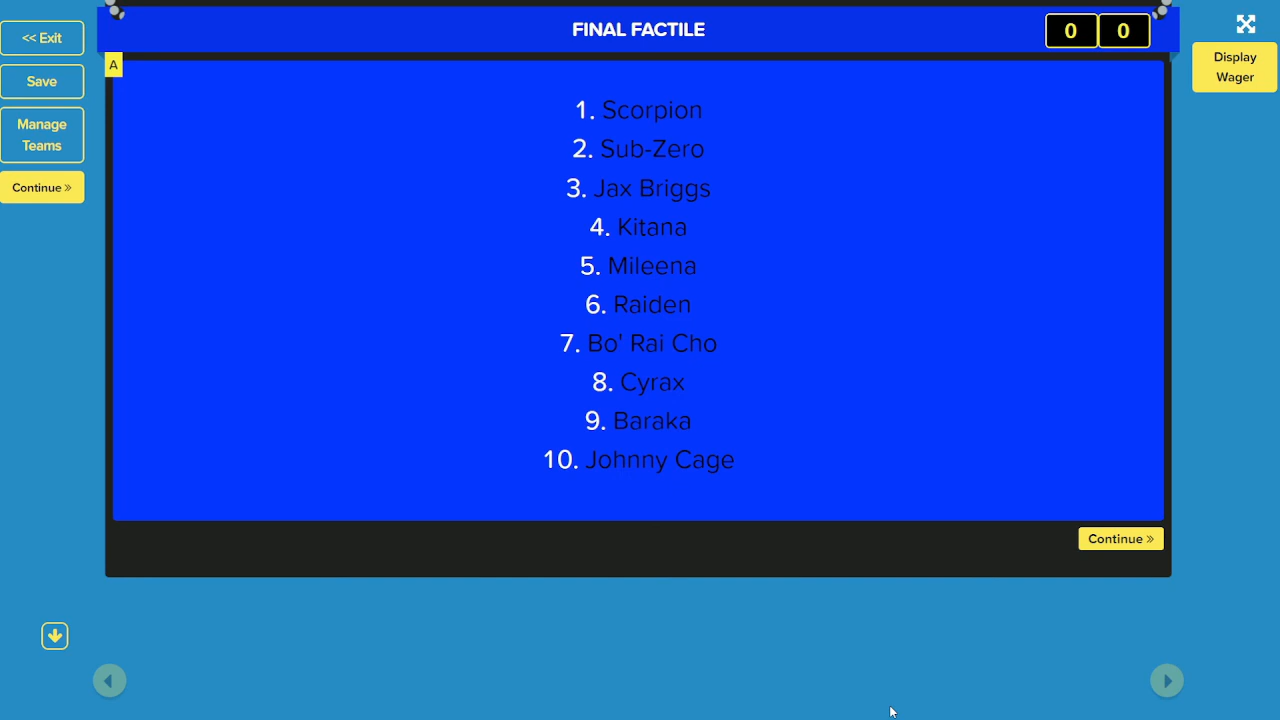 << Exit
Save
Manage
Teams
Continue »
FINAL FACTILE
0 0
Display
Wager
A
1. Scorpion
2. Sub-Zero
3. Jax Briggs
4. Kitana
5. Mileena
6. Raiden
7. Bo' Rai Cho
8. Cyrax
9. Baraka
10. Johnny Cage
Continue »